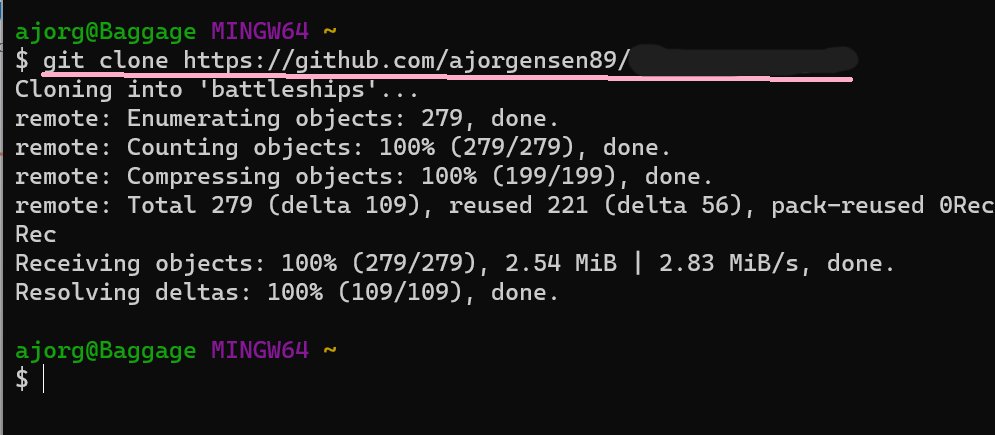 ajorg@Baggage MINGW64 ~
$ git clone https://github.com/ajorgensen89/
Cloning into 'battleships'...
remote: Enumerating objects: 279, done.
remote: Counting objects: 100% (279/279), done.
remote: Compressing objects: 100% (199/199), done.
remote: Total 279 (delta 109), reused 221 (delta 56), pack-reused 0Rec
Rec
Receiving objects: 100% (279/279), 2.54 MiB | 2.83 MiB/s, done.
Resolving deltas: 100% (109/109), done.
ajorg@Baggage MINGW64 ~
$